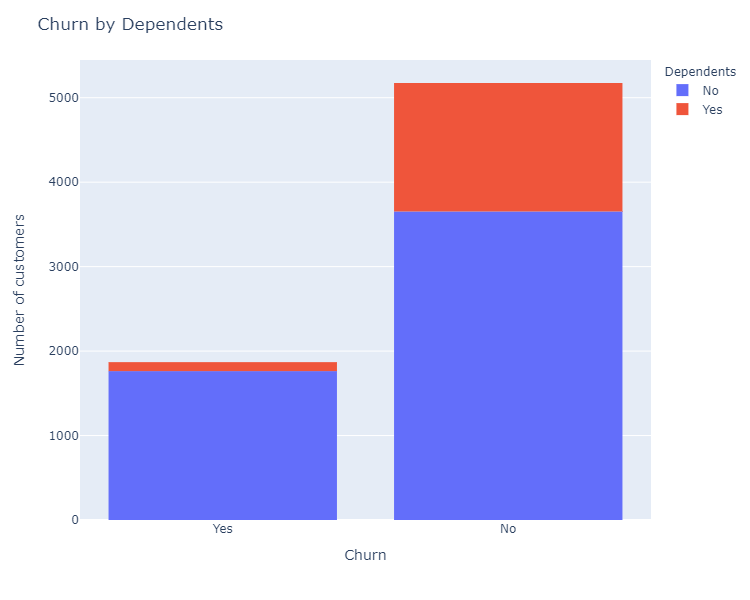 Churn by Dependents
Dependents
No
Yes
5000
4000
3000
2000
1000
0
Number of customers
Yes
No
Churn